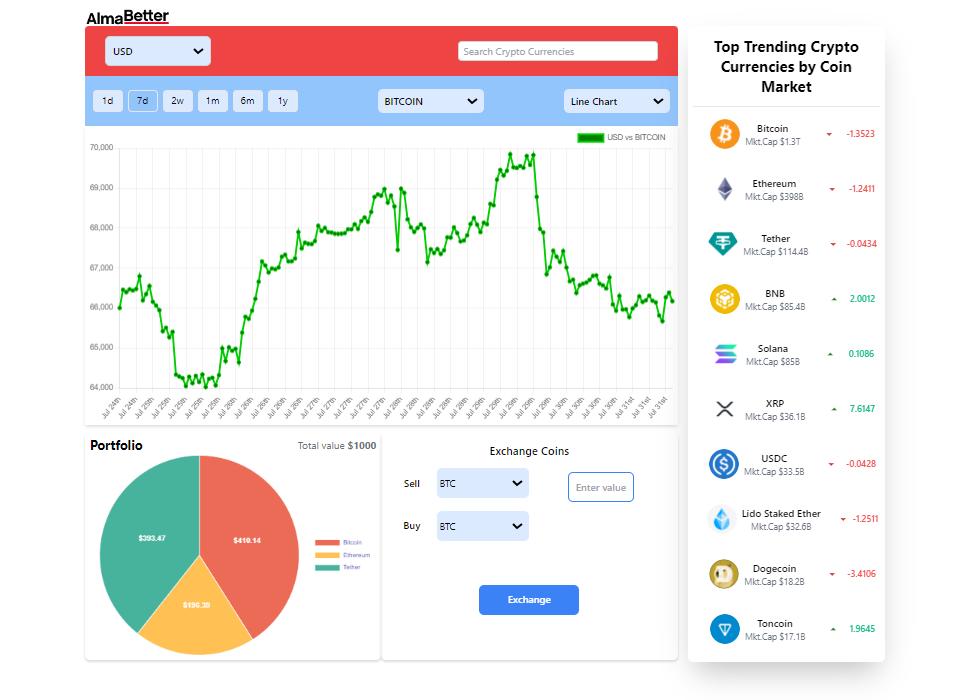 AlmaBetter
USD
Search Crypto Currencies
1d
7d
2w
1m
6m
1y
BITCOIN
Line Chart
USD vs BITCOIN
70,000
69,000
68,000
67,000
66,000
65,000
64,000
Jul 24th
Jul 24th
Jul 25th
Jul 25th
Jul 25th
Jul 25th
Jul 25th
Jul 26th
Jul 26th
Jul 26th
Jul 26th
Jul 26th
Jul 27th
Jul 27th
Jul 27th
Jul 27th
Jul 27th
Jul 28th
Jul 28th
Jul 28th
Jul 28th
Jul 28th
Jul 29th
Jul 29th
Jul 29th
Jul 29th
Jul 29th
Jul 30th
Jul 30th
Jul 30th
Jul 30th
Jul 31st
Jul 31st
Jul 31st
Portfolio
Total value $1000
$393.47
$196.39
Bitcoin
Ethereum
Tether
Exchange Coins
Sell
BTC
Enter value
Buy
BTC
Exchange
Top Trending Crypto
Currencies by Coin
Market
Bitcoin
Mkt.Cap $1.3T
-1.3523
Ethereum
Mkt.Cap $398B
-1.2411
Tether
Mkt.Cap $114.4B
-0.0434
BNB
Mkt.Cap $85.4B
2.0012
Solana
Mkt.Cap $85B
0.1086
XRP
Mkt.Cap $36.1B
7.6147
USDC
Mkt.Cap $33.5B
-0.0428
Lido Staked Ether
Mkt.Cap $32.6B
-1.2511
Dogecoin
Mkt.Cap $18.2B
-3.4106
Toncoin
Mkt.Cap $17.1B
1.9645